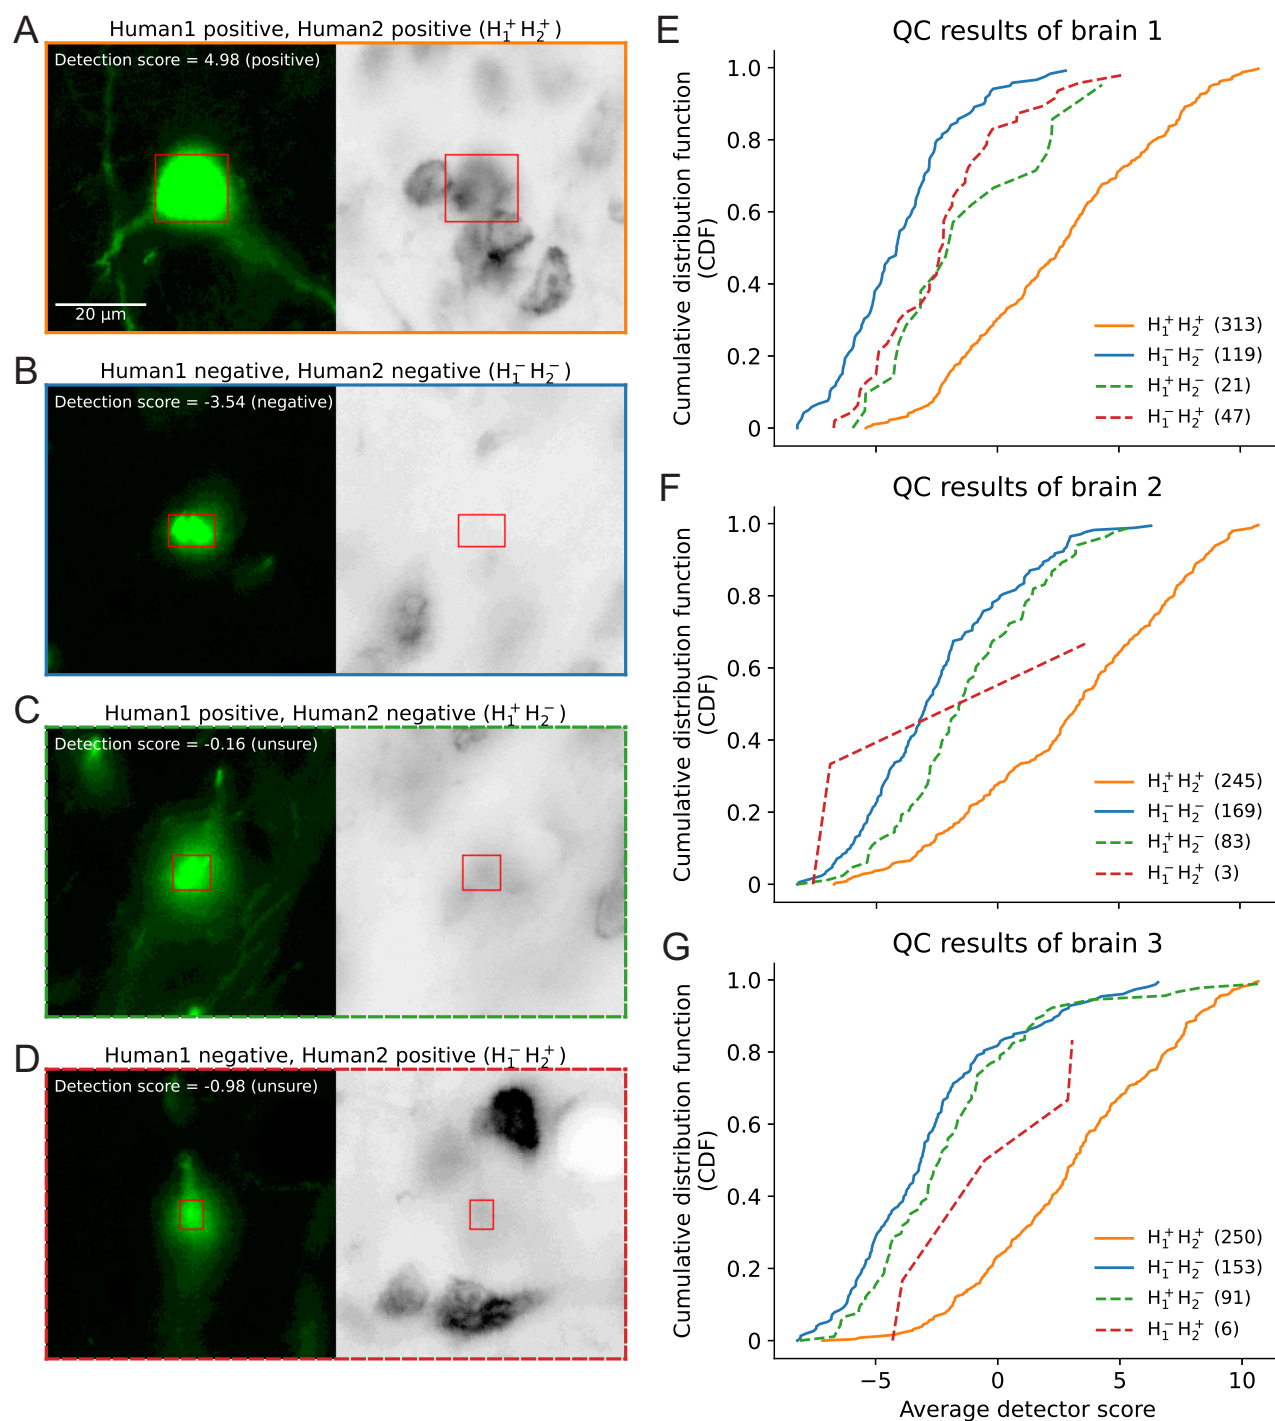 A
Human1 positive, Human2 positive (H₁⁺H₂⁺)
Detection score = 4.98 (positive)
20 μm
B
Human1 negative, Human2 negative (H₁⁻H₂⁻)
Detection score = -3.54 (negative)
C
Human1 positive, Human2 negative (H₁⁺H₂⁻)
Detection score = -0.16 (unsure)
D
Human1 negative, Human2 positive (H₁⁻H₂⁺)
Detection score = -0.98 (unsure)
E
QC results of brain 1
Cumulative distribution function
(CDF)
1.0
0.8
0.6
0.4
0.2
0
H₁⁺H₂⁺ (313)
H₁⁻H₂⁻ (119)
H₁⁺H₂⁻ (21)
H₁⁻H₂⁺ (47)
F
QC results of brain 2
Cumulative distribution function
(CDF)
1.0
0.8
0.6
0.4
0.2
0
H₁⁺H₂⁺ (245)
H₁⁻H₂⁻ (169)
H₁⁺H₂⁻ (83)
H₁⁻H₂⁺ (3)
G
QC results of brain 3
Cumulative distribution function
(CDF)
1.0
0.8
0.6
0.4
0.2
0
H₁⁺H₂⁺ (250)
H₁⁻H₂⁻ (153)
H₁⁺H₂⁻ (91)
H₁⁻H₂⁺ (6)
−5 0 5 10
Average detector score